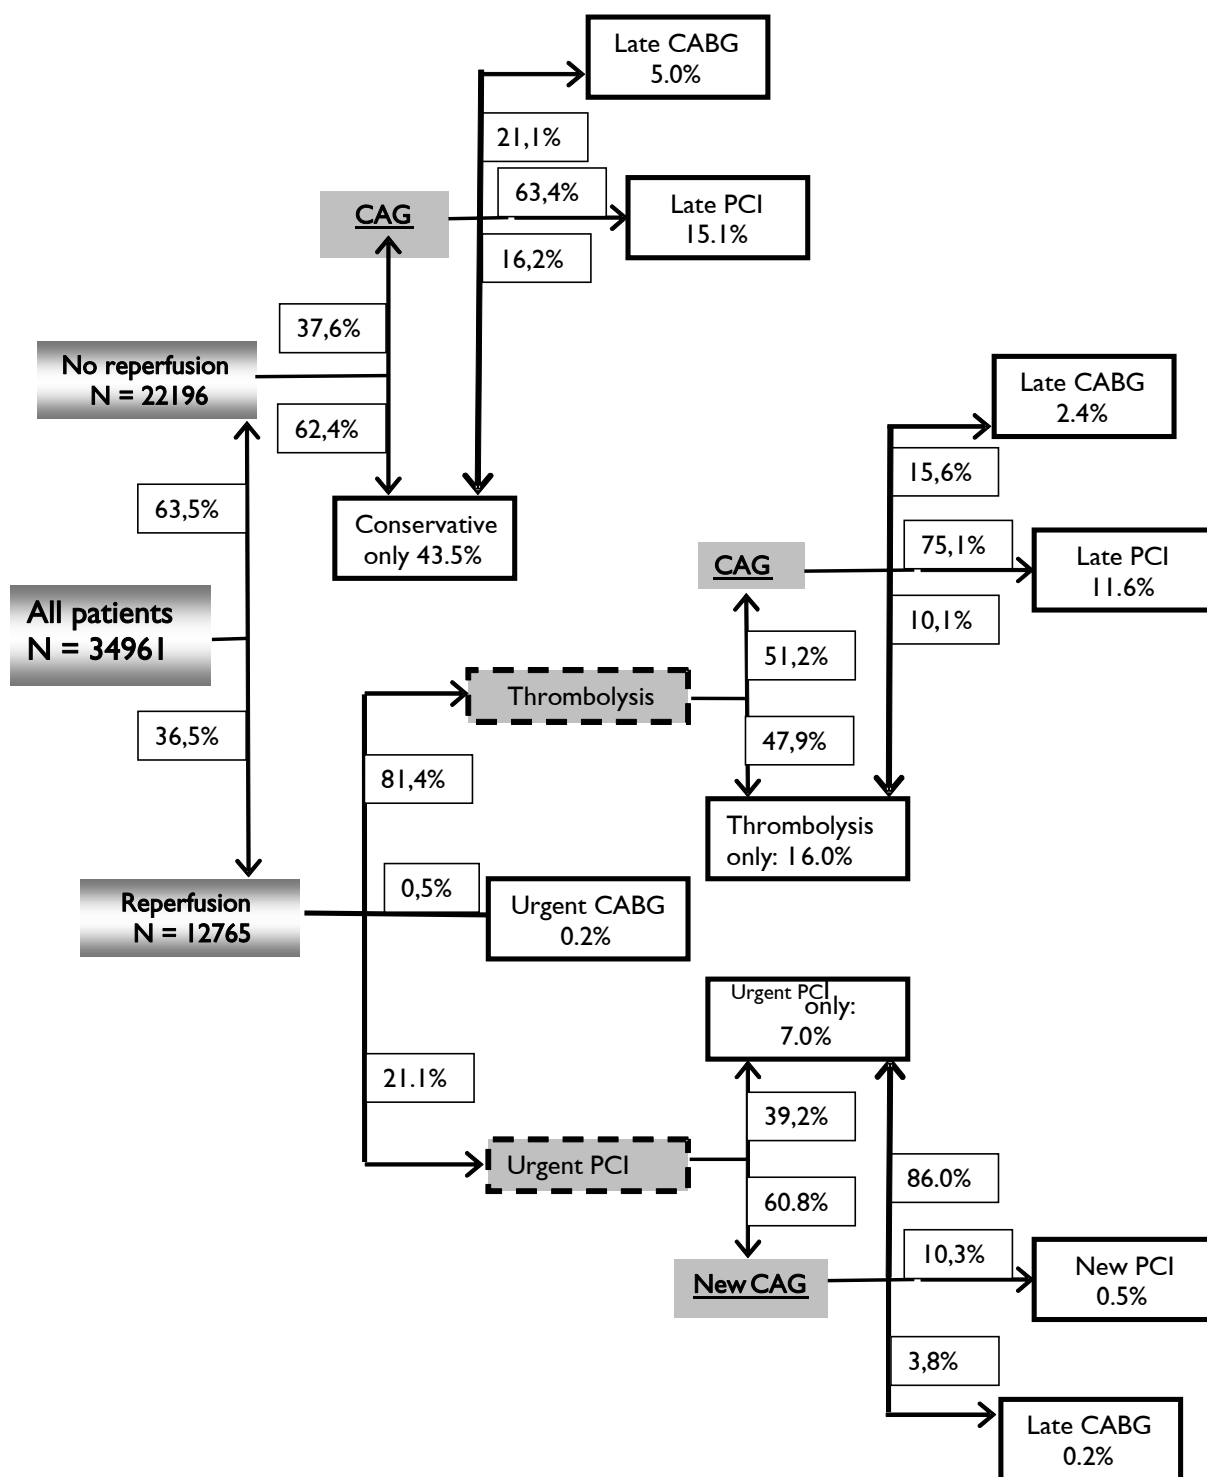 Late CABG
5.0%
21,1%
63,4%
Late PCI
15.1%
CAG
16,2%
37,6%
No reperfusion
N = 22196
62,4%
Late CABG
2.4%
15,6%
63,5%
Conservative
only 43.5%
75,1%
Late PCI
11.6%
CAG
10,1%
All patients
N = 34961
51,2%
Thrombolysis
36,5%
47,9%
81,4%
Thrombolysis
only: 16.0%
0,5%
Reperfusion
N = 12765
Urgent CABG
0.2%
Urgent PCI
only:
7.0%
21.1%
39,2%
Urgent PCI
86.0%
60.8%
10,3%
New CAG
New PCI
0.5%
3,8%
Late CABG
0.2%